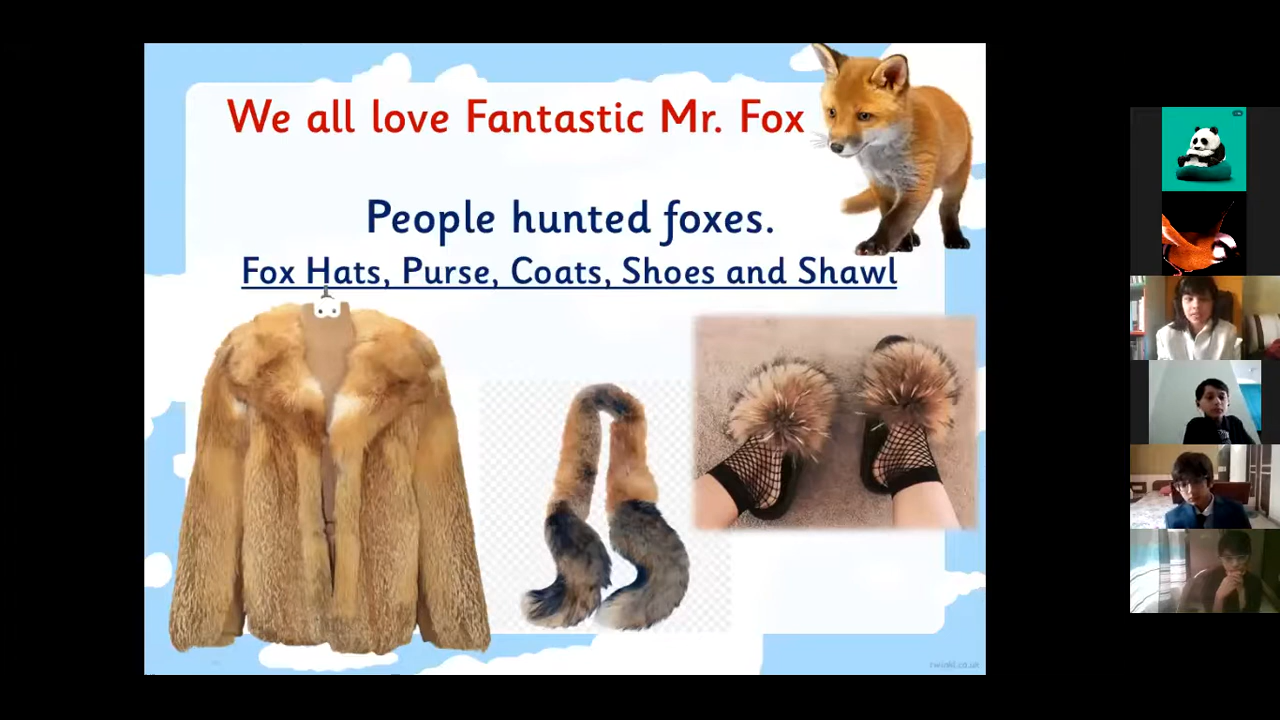 We all love Fantastic Mr. Fox
People hunted foxes.
Fox Hats, Purse, Coats, Shoes and Shawl
twinkl.co.uk